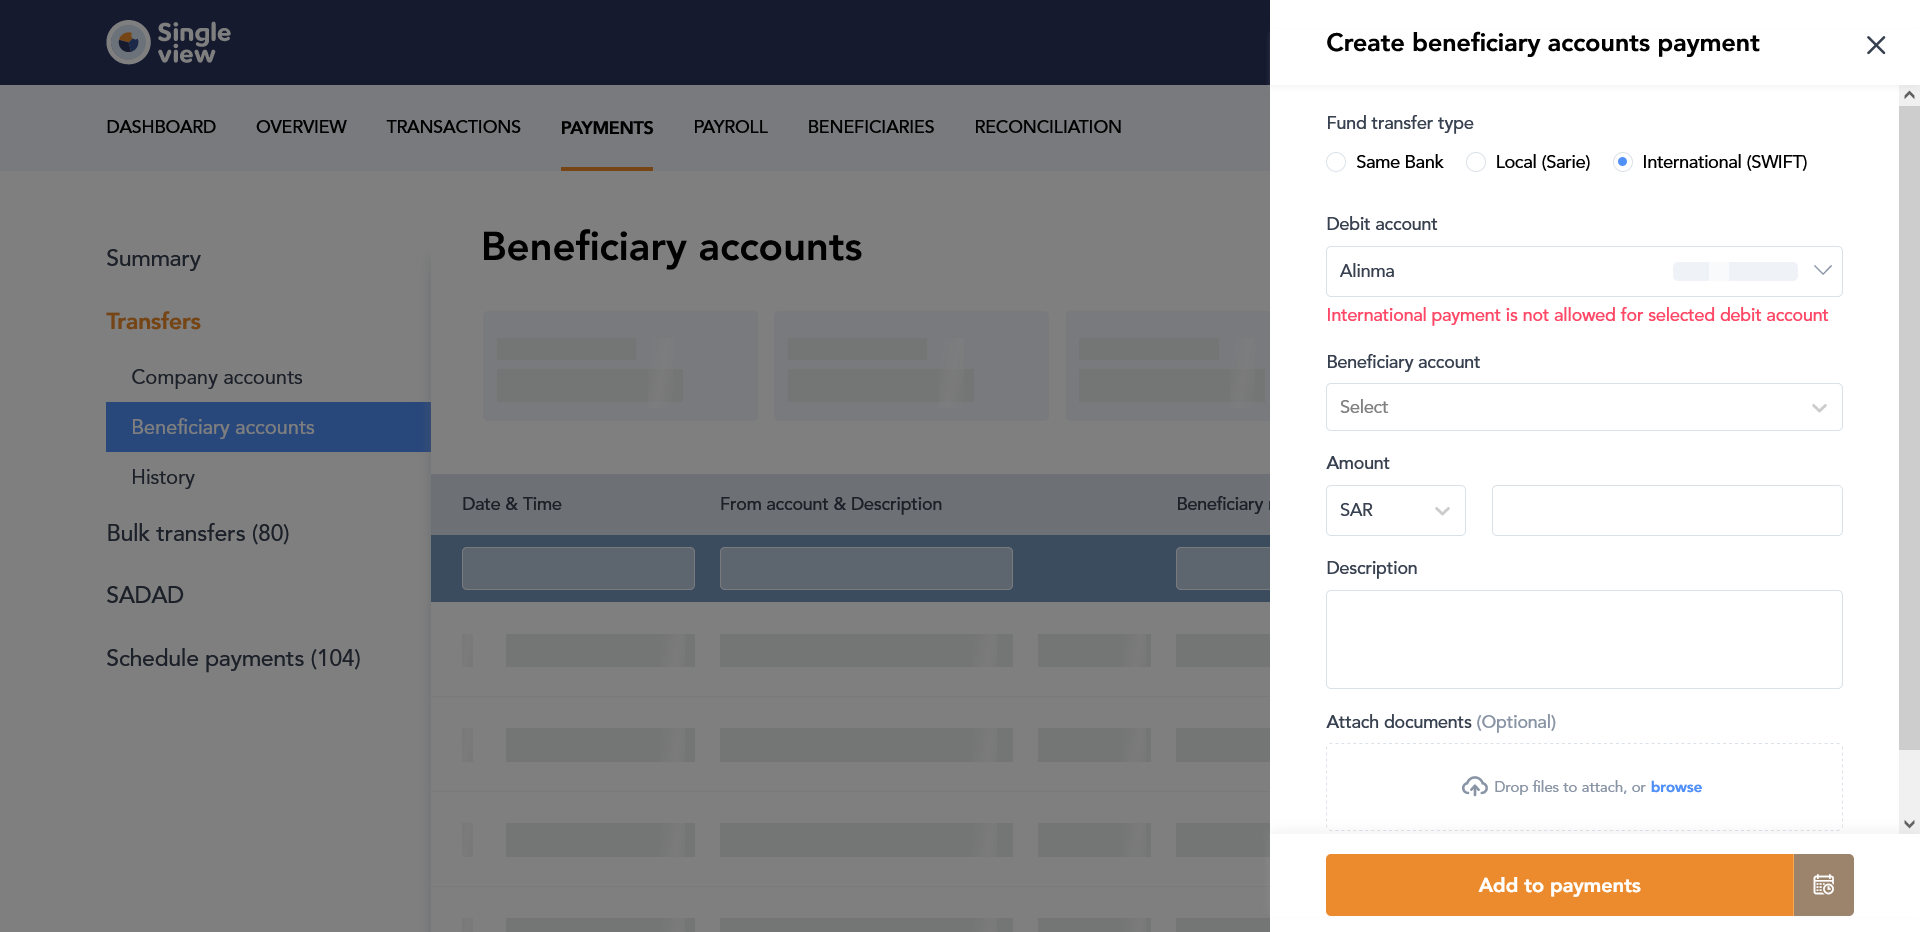 Single
view
DASHBOARD OVERVIEW TRANSACTIONS PAYMENTS PAYROLL BENEFICIARIES RECONCILIATION
Summary
Transfers
Company accounts
Beneficiary accounts
History
Bulk transfers (80)
SADAD
Schedule payments (104)
Beneficiary accounts
Date & Time From account & Description Beneficiary
Create beneficiary accounts payment
Fund transfer type
Same Bank Local (Sarie) International (SWIFT)
Debit account
Alinma
International payment is not allowed for selected debit account
Beneficiary account
Select
Amount
SAR
Description
Attach documents (Optional)
Drop files to attach, or browse
Add to payments